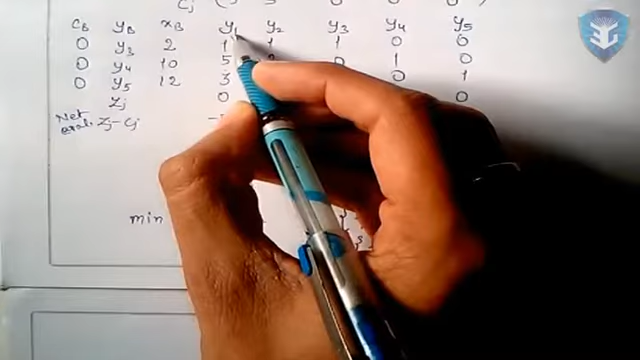 Cj
CB yB xB y1 y2 y3 y4 y5
0 y3 2 1 1 1 0 0
0 y4 10 5 0 1 0
0 y5 12 3 0 1
Zj 0 0
Net Zj - Cj
min